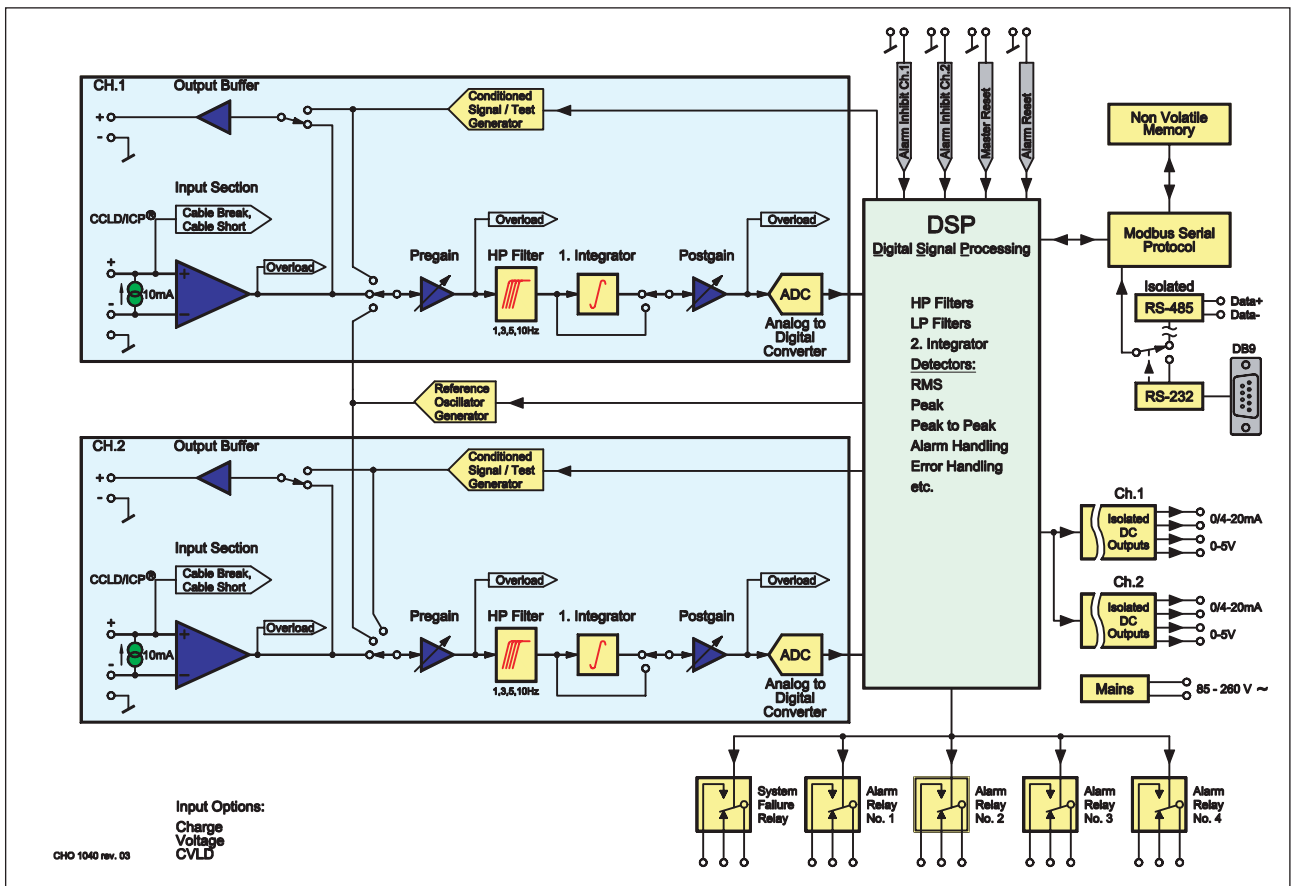 CH.1
Output Buffer
+
-
Conditioned
Signal / Test
Generator
Input Section
CCLD/ICP®
Cable Break,
Cable Short
+
-
10mA
+
-
Overload
Pregain
Overload
HP Filter
1,3,5,10Hz
1. Integrator
Postgain
Overload
ADC
Analog to
Digital
Converter
Reference
Oscillator
Generator
CH.2
Output Buffer
+
-
Conditioned
Signal / Test
Generator
Input Section
CCLD/ICP®
Cable Break,
Cable Short
+
-
10mA
+
-
Overload
Pregain
Overload
HP Filter
1,3,5,10Hz
1. Integrator
Postgain
Overload
ADC
Analog to
Digital
Converter
Alarm Inhibit Ch.1
Alarm Inhibit Ch.2
Master Reset
Alarm Reset
DSP
Digital Signal Processing
HP Filters
LP Filters
2. Integrator
Detectors:
RMS
Peak
Peak to Peak
Alarm Handling
Error Handling
etc.
Non Volatile
Memory
Modbus Serial
Protocol
Isolated
RS-485
Data+
Data-
DB9
RS-232
Ch.1
Isolated
DC
Outputs
0/4-20mA
0-5V
Ch.2
Isolated
DC
Outputs
0/4-20mA
0-5V
Mains
85 - 260 V ~
System
Failure
Relay
Alarm
Relay
No. 1
Alarm
Relay
No. 2
Alarm
Relay
No. 3
Alarm
Relay
No. 4
Input Options:
Charge
Voltage
CVLD
CHO 1040 rev. 03